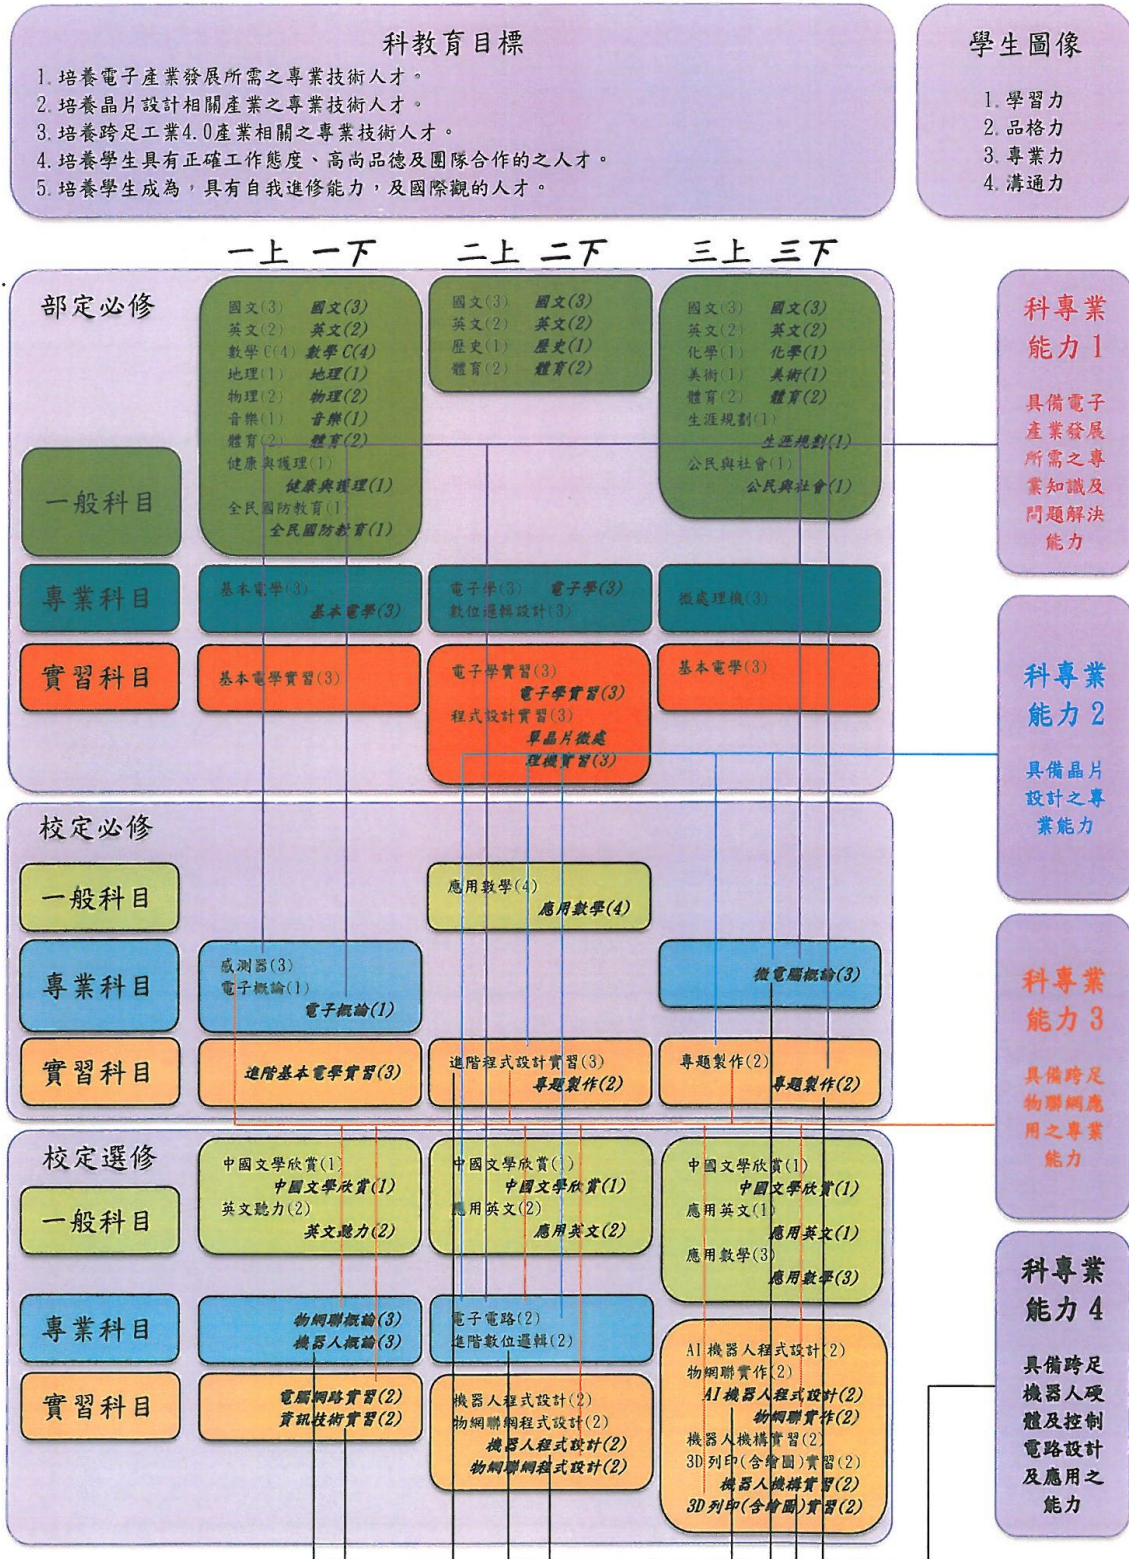 科教育目標
1. 培養電子產業發展所需之專業技術人才。
2. 培養晶片設計相關產業之專業技術人才。
3. 培養跨足工業4.0產業相關之專業技術人才。
4. 培養學生具有正確工作態度、高尚品德及團隊合作的之人才。
5. 培養學生成為，具有自我進修能力，及國際觀的人才。
學生圖像
1. 學習力
2. 品格力
3. 專業力
4. 溝通力
一上 一下 二上 二下 三上 三下
部定必修
一般科目
國文(3) 國文(3)
英文(2) 英文(2)
數學C(4) 數學C(4)
地理(1) 地理(1)
物理(2) 物理(2)
音樂(1) 音樂(1)
體育(2) 體育(2)
健康與護理(1)
健康與護理(1)
全民國防教育(1)
全民國防教育(1)
國文(3) 國文(3)
英文(2) 英文(2)
歷史(1) 歷史(1)
體育(2) 體育(2)
國文(3) 國文(3)
英文(2) 英文(2)
化學(1) 化學(1)
美術(1) 美術(1)
體育(2) 體育(2)
生涯規劃(1)
生涯規劃(1)
公民與社會(1)
公民與社會(1)
專業科目
基本電學(3)
基本電學(3)
電子學(3) 電子學(3)
數位邏輯設計(3)
微處理機(3)
實習科目
基本電學實習(3)
電子學實習(3)
電子學實習(3)
程式設計實習(3)
單晶片微處
理機實習(3)
基本電學(3)
校定必修
一般科目
應用數學(4)
應用數學(4)
專業科目
感測器(3)
電子概論(1)
電子概論(1)
微電腦概論(3)
實習科目
進階基本電學實習(3)
進階程式設計實習(3)
專題製作(2)
專題製作(2)
專題製作(2)
校定選修
一般科目
中國文學欣賞(1)
中國文學欣賞(1)
英文聽力(2)
英文聽力(2)
中國文學欣賞(1)
中國文學欣賞(1)
應用英文(2)
應用英文(2)
中國文學欣賞(1)
中國文學欣賞(1)
應用英文(1)
應用英文(1)
應用數學(3)
應用數學(3)
專業科目
物網聯概論(3)
機器人概論(3)
電子電路(2)
進階數位邏輯(2)
實習科目
電腦網路實習(2)
資訊技術實習(2)
機器人程式設計(2)
物網聯網程式設計(2)
機器人程式設計(2)
物網聯網程式設計(2)
AI機器人程式設計(2)
物網聯實作(2)
AI機器人程式設計(2)
物網聯實作(2)
機器人機構實習(2)
3D列印(含繪圖)實習(2)
機器人機構實習(2)
3D列印(含繪圖)實習(2)
科專業
能力1
具備電子
產業發展
所需之專
業知識及
問題解決
能力
科專業
能力2
具備晶片
設計之專
業能力
科專業
能力3
具備跨足
物聯網應
用之專業
能力
科專業
能力4
具備跨足
機器人硬
體及控制
電路設計
及應用之
能力